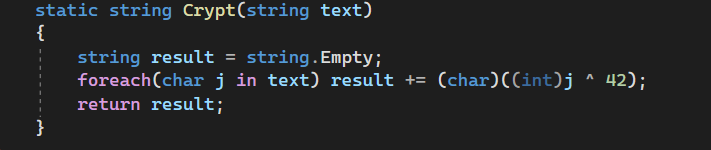 static string Crypt(string text)
{
    string result = string.Empty;
    foreach(char j in text) result += (char)((int)j ^ 42);
    return result;
}